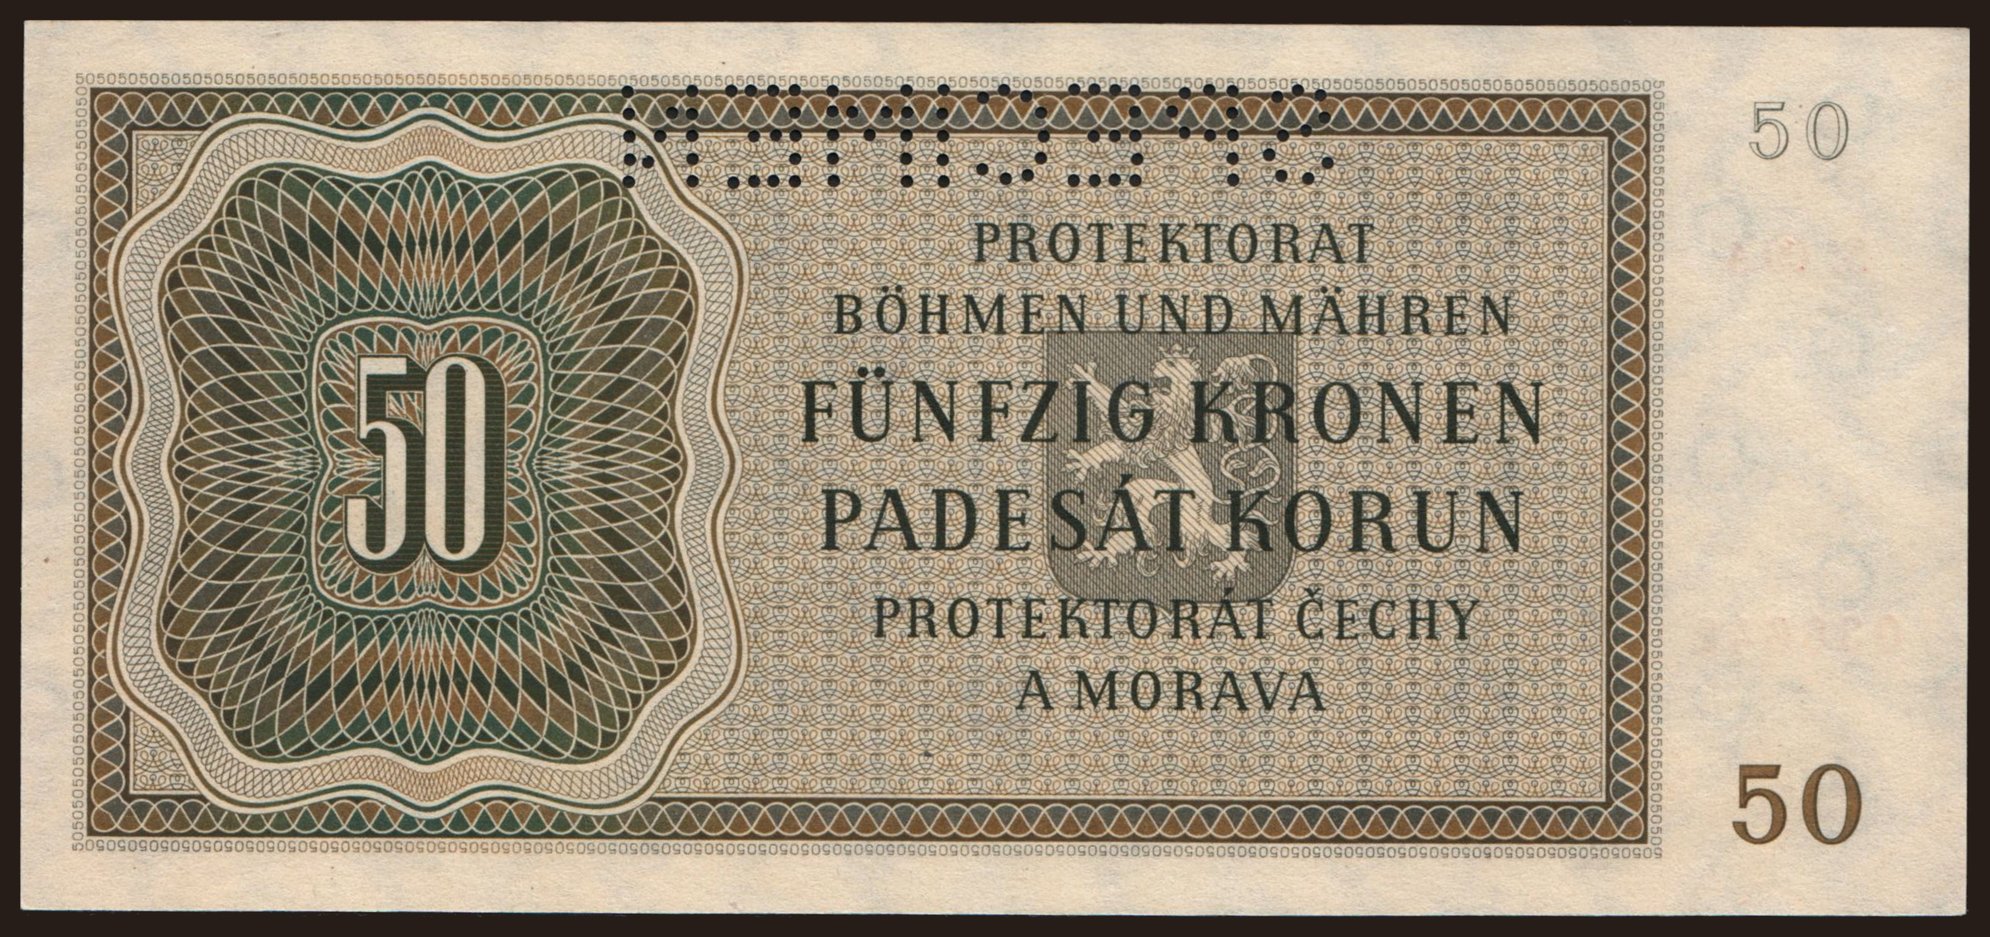 50
PROTEKTORAT
BÖHMEN UND MÄHREN
FÜNFZIG KRONEN
50
PADESÁT KORUN
PROTEKTORÁT ČECHY
A MORAVA
50